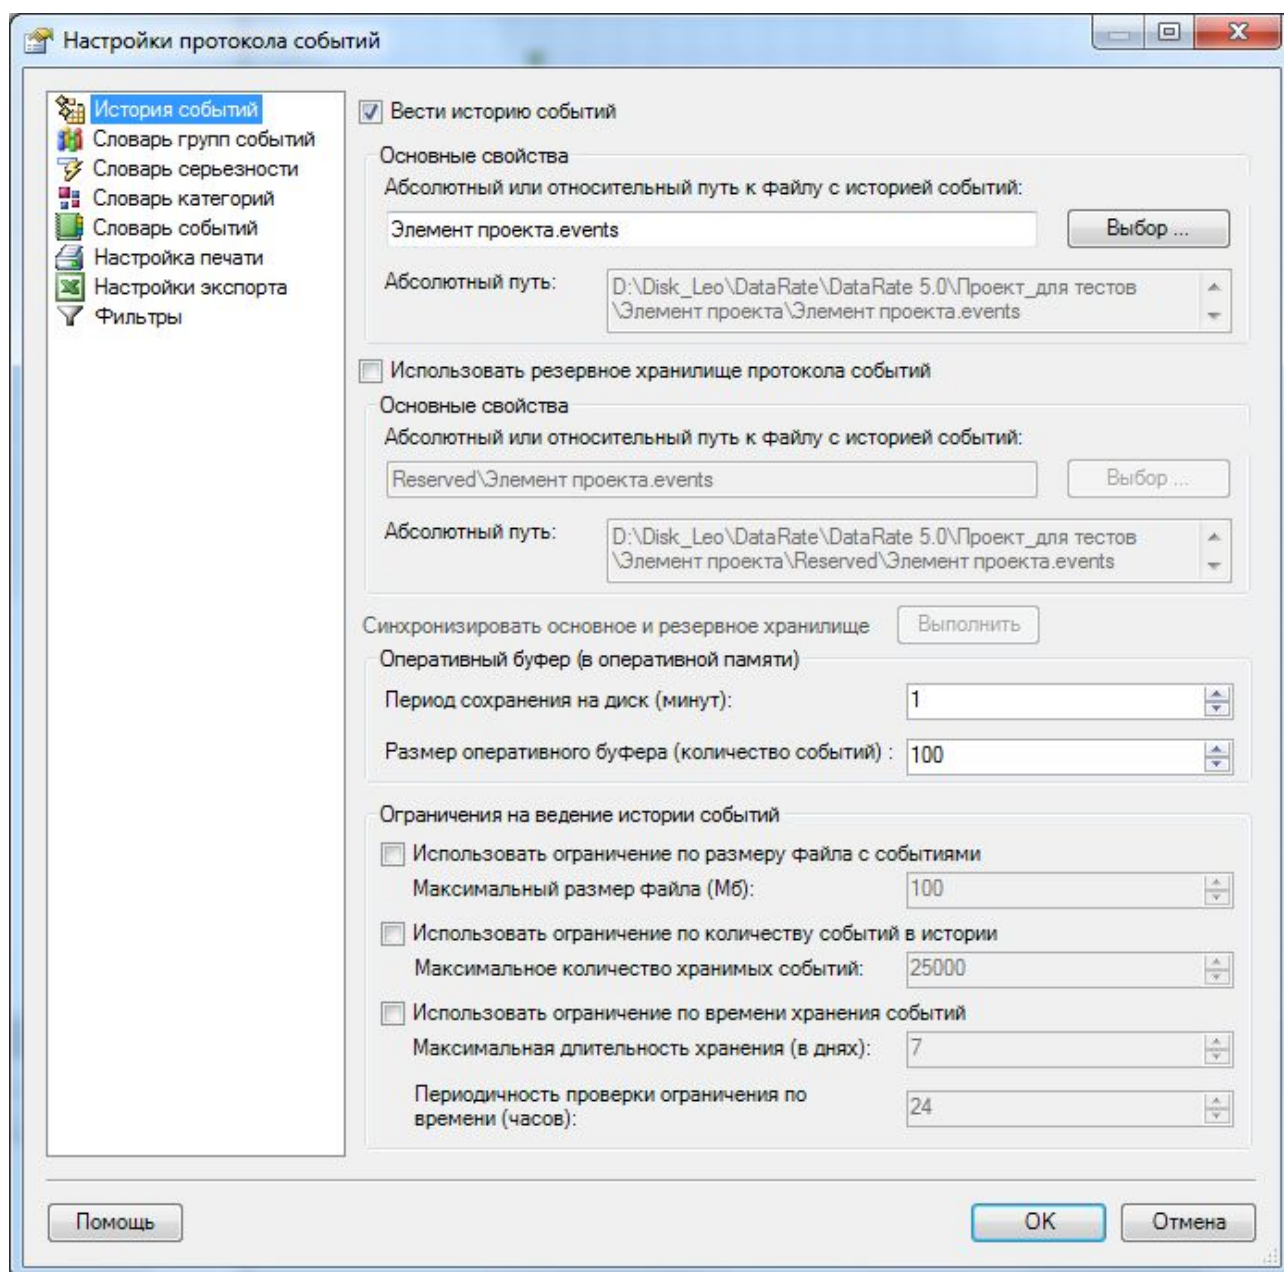 Настройки протокола событий
История событий
Словарь групп событий
Словарь серьезности
Словарь категорий
Словарь событий
Настройка печати
Настройки экспорта
Фильтры
Вести историю событий
Основные свойства
Абсолютный или относительный путь к файлу с историей событий:
Элемент проекта.events
Выбор ...
Абсолютный путь:
D:\Disk_Leo\DataRate\DataRate 5.0\Проект_для тестов
\Элемент проекта\Элемент проекта.events
Использовать резервное хранилище протокола событий
Основные свойства
Абсолютный или относительный путь к файлу с историей событий:
Reserved\Элемент проекта.events
Выбор ...
Абсолютный путь:
D:\Disk_Leo\DataRate\DataRate 5.0\Проект_для тестов
\Элемент проекта\Reserved\Элемент проекта.events
Синхронизировать основное и резервное хранилище
Выполнить
Оперативный буфер (в оперативной памяти)
Период сохранения на диск (минут):
1
Размер оперативного буфера (количество событий) :
100
Ограничения на ведение истории событий
Использовать ограничение по размеру файла с событиями
Максимальный размер файла (Мб):
100
Использовать ограничение по количеству событий в истории
Максимальное количество хранимых событий:
25000
Использовать ограничение по времени хранения событий
Максимальная длительность хранения (в днях):
7
Периодичность проверки ограничения по
времени (часов):
24
Помощь
OK
Отмена